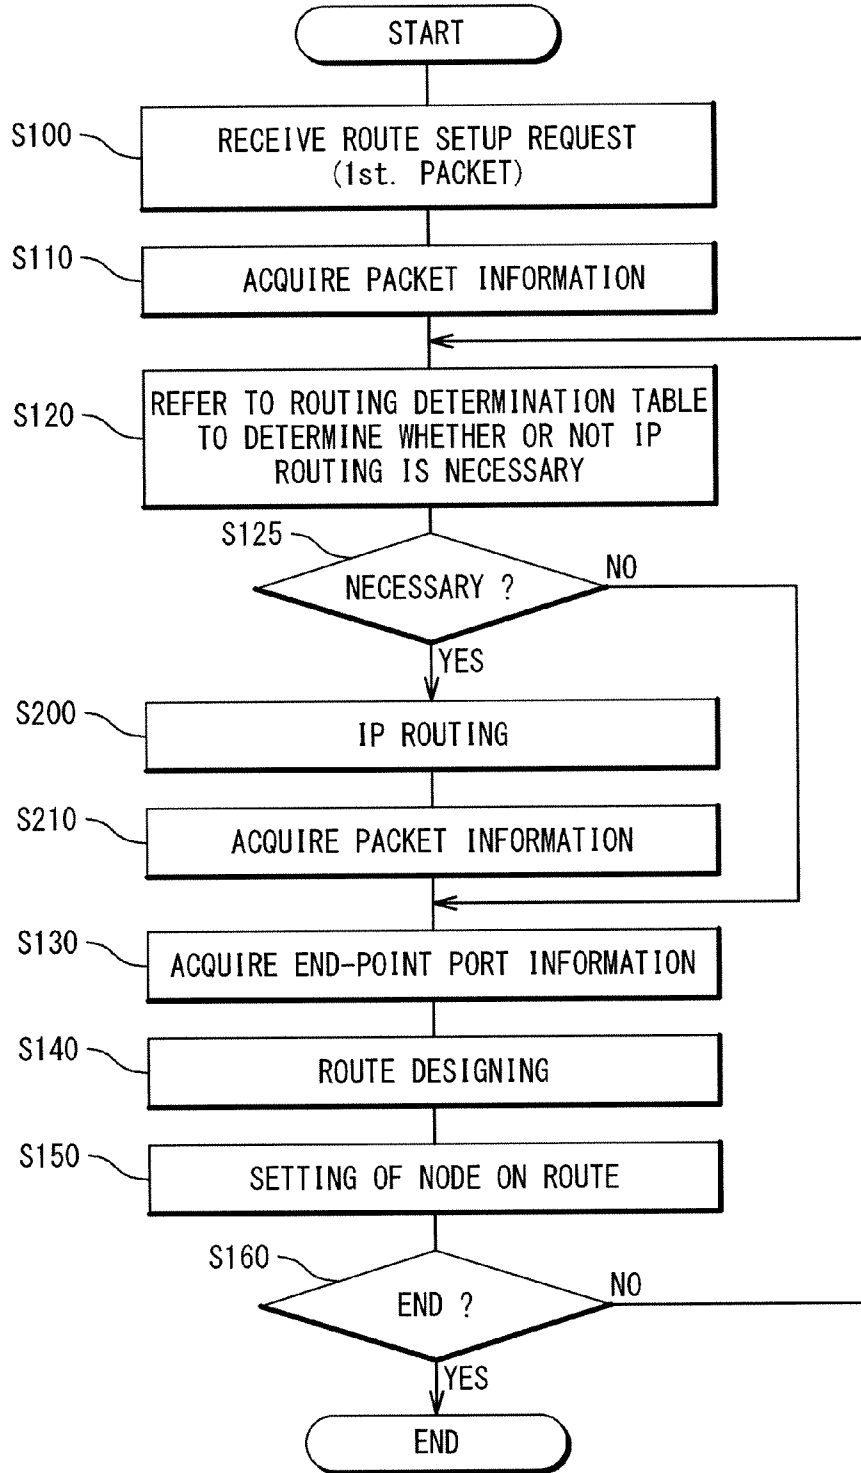 START
S100
RECEIVE ROUTE SETUP REQUEST
(1st. PACKET)
S110
ACQUIRE PACKET INFORMATION
S120
REFER TO ROUTING DETERMINATION TABLE
TO DETERMINE WHETHER OR NOT IP
ROUTING IS NECESSARY
S125
NECESSARY ?
NO
YES
S200
IP ROUTING
S210
ACQUIRE PACKET INFORMATION
S130
ACQUIRE END-POINT PORT INFORMATION
S140
ROUTE DESIGNING
S150
SETTING OF NODE ON ROUTE
S160
END ?
NO
YES
END